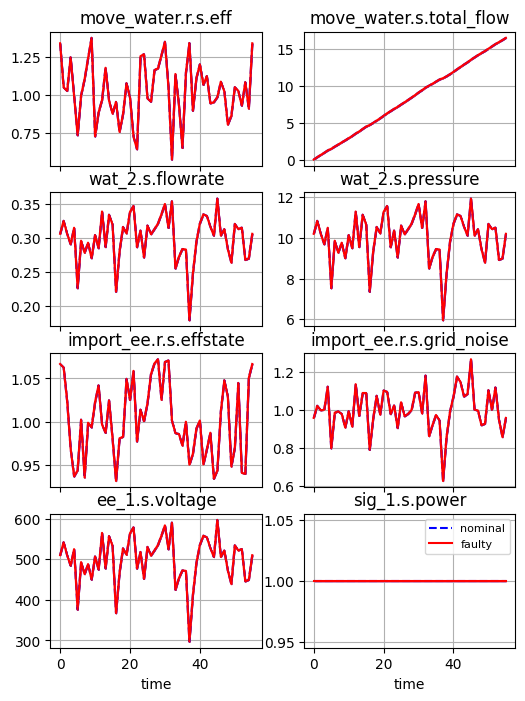 move_water.r.s.eff
move_water.s.total_flow
1.25
1.00
0.75
15
10
5
0
wat_2.s.flowrate
wat_2.s.pressure
0.35
0.30
0.25
0.20
12
10
8
6
import_ee.r.s.effstate
import_ee.r.s.grid_noise
1.05
1.00
0.95
1.2
1.0
0.8
0.6
ee_1.s.voltage
sig_1.s.power
600
500
400
300
1.05
1.00
0.95
nominal
faulty
0 20 40
0 20 40
time
time